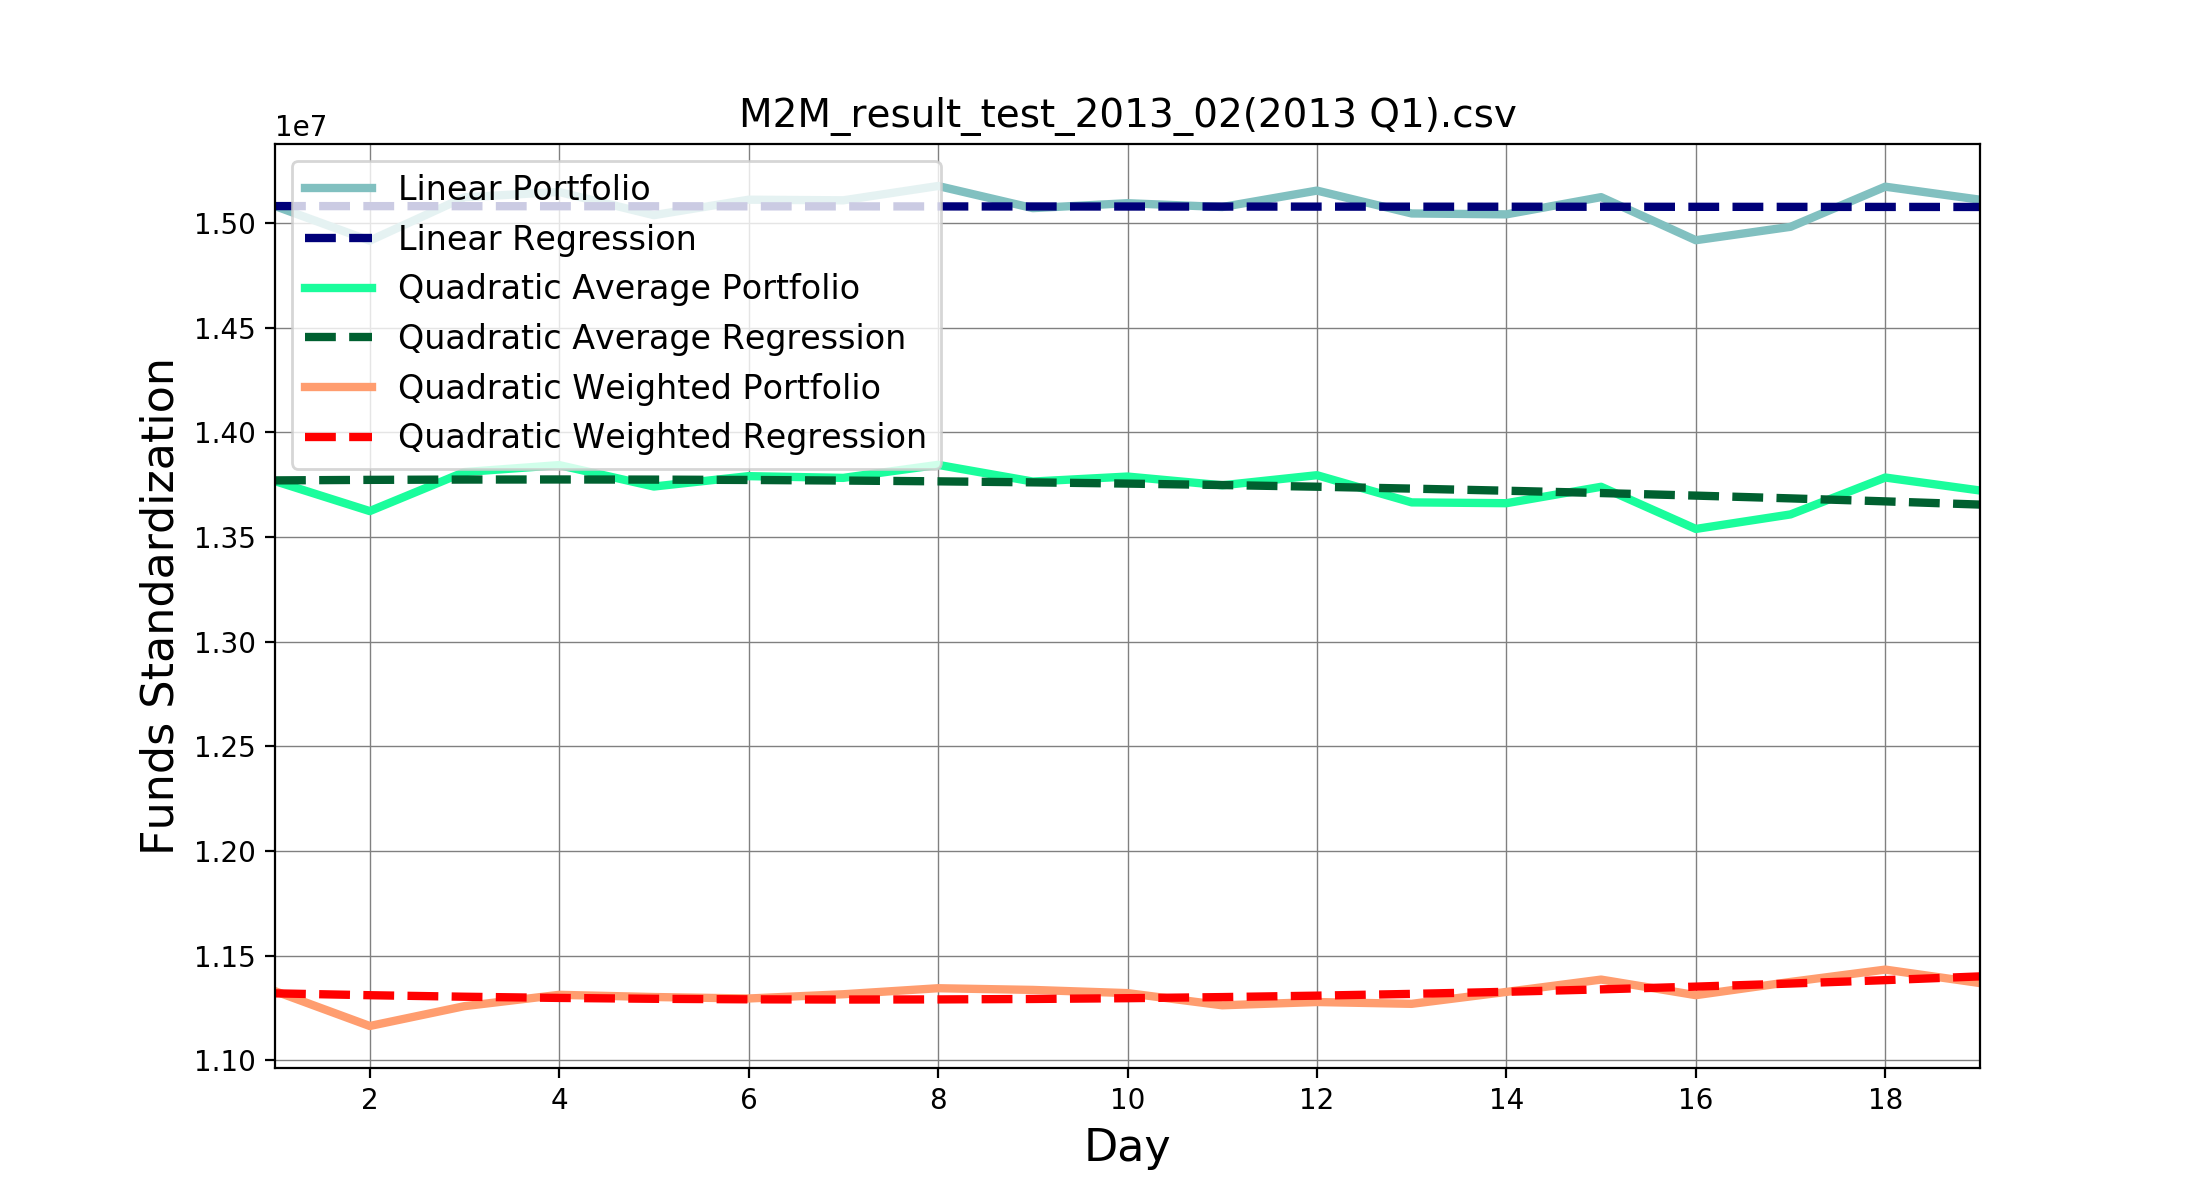 M2M_result_test_2013_02(2013 Q1).csv
1e7
Linear Portfolio
Linear Regression
Quadratic Average Portfolio
Quadratic Average Regression
Quadratic Weighted Portfolio
Quadratic Weighted Regression
1.50
1.45
1.40
1.35
1.30
1.25
1.20
1.15
1.10
Funds Standardization
2 4 6 8 10 12 14 16 18
Day